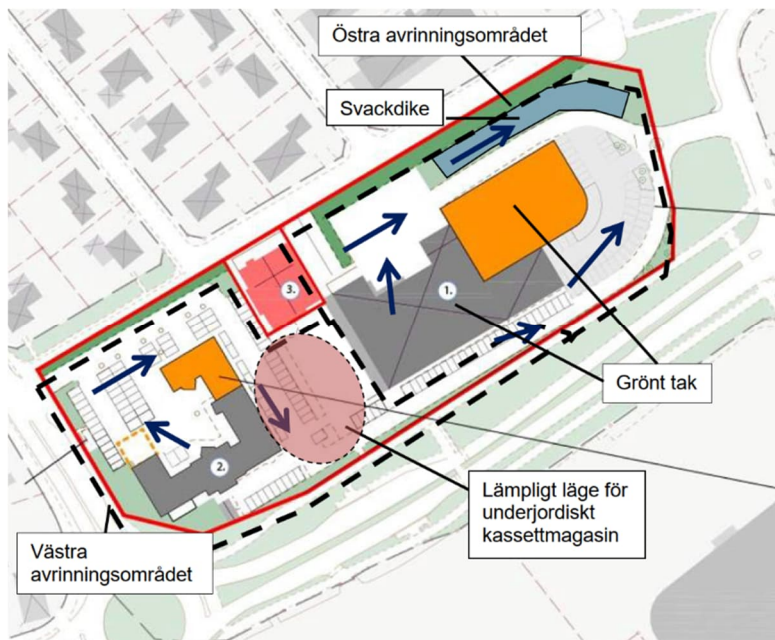 Östra avrinningsområdet
Svackdike
3.
1.
Grönt tak
2.
Lämpligt läge för
underjordiskt
kassettmagasin
Västra
avrinningsområdet